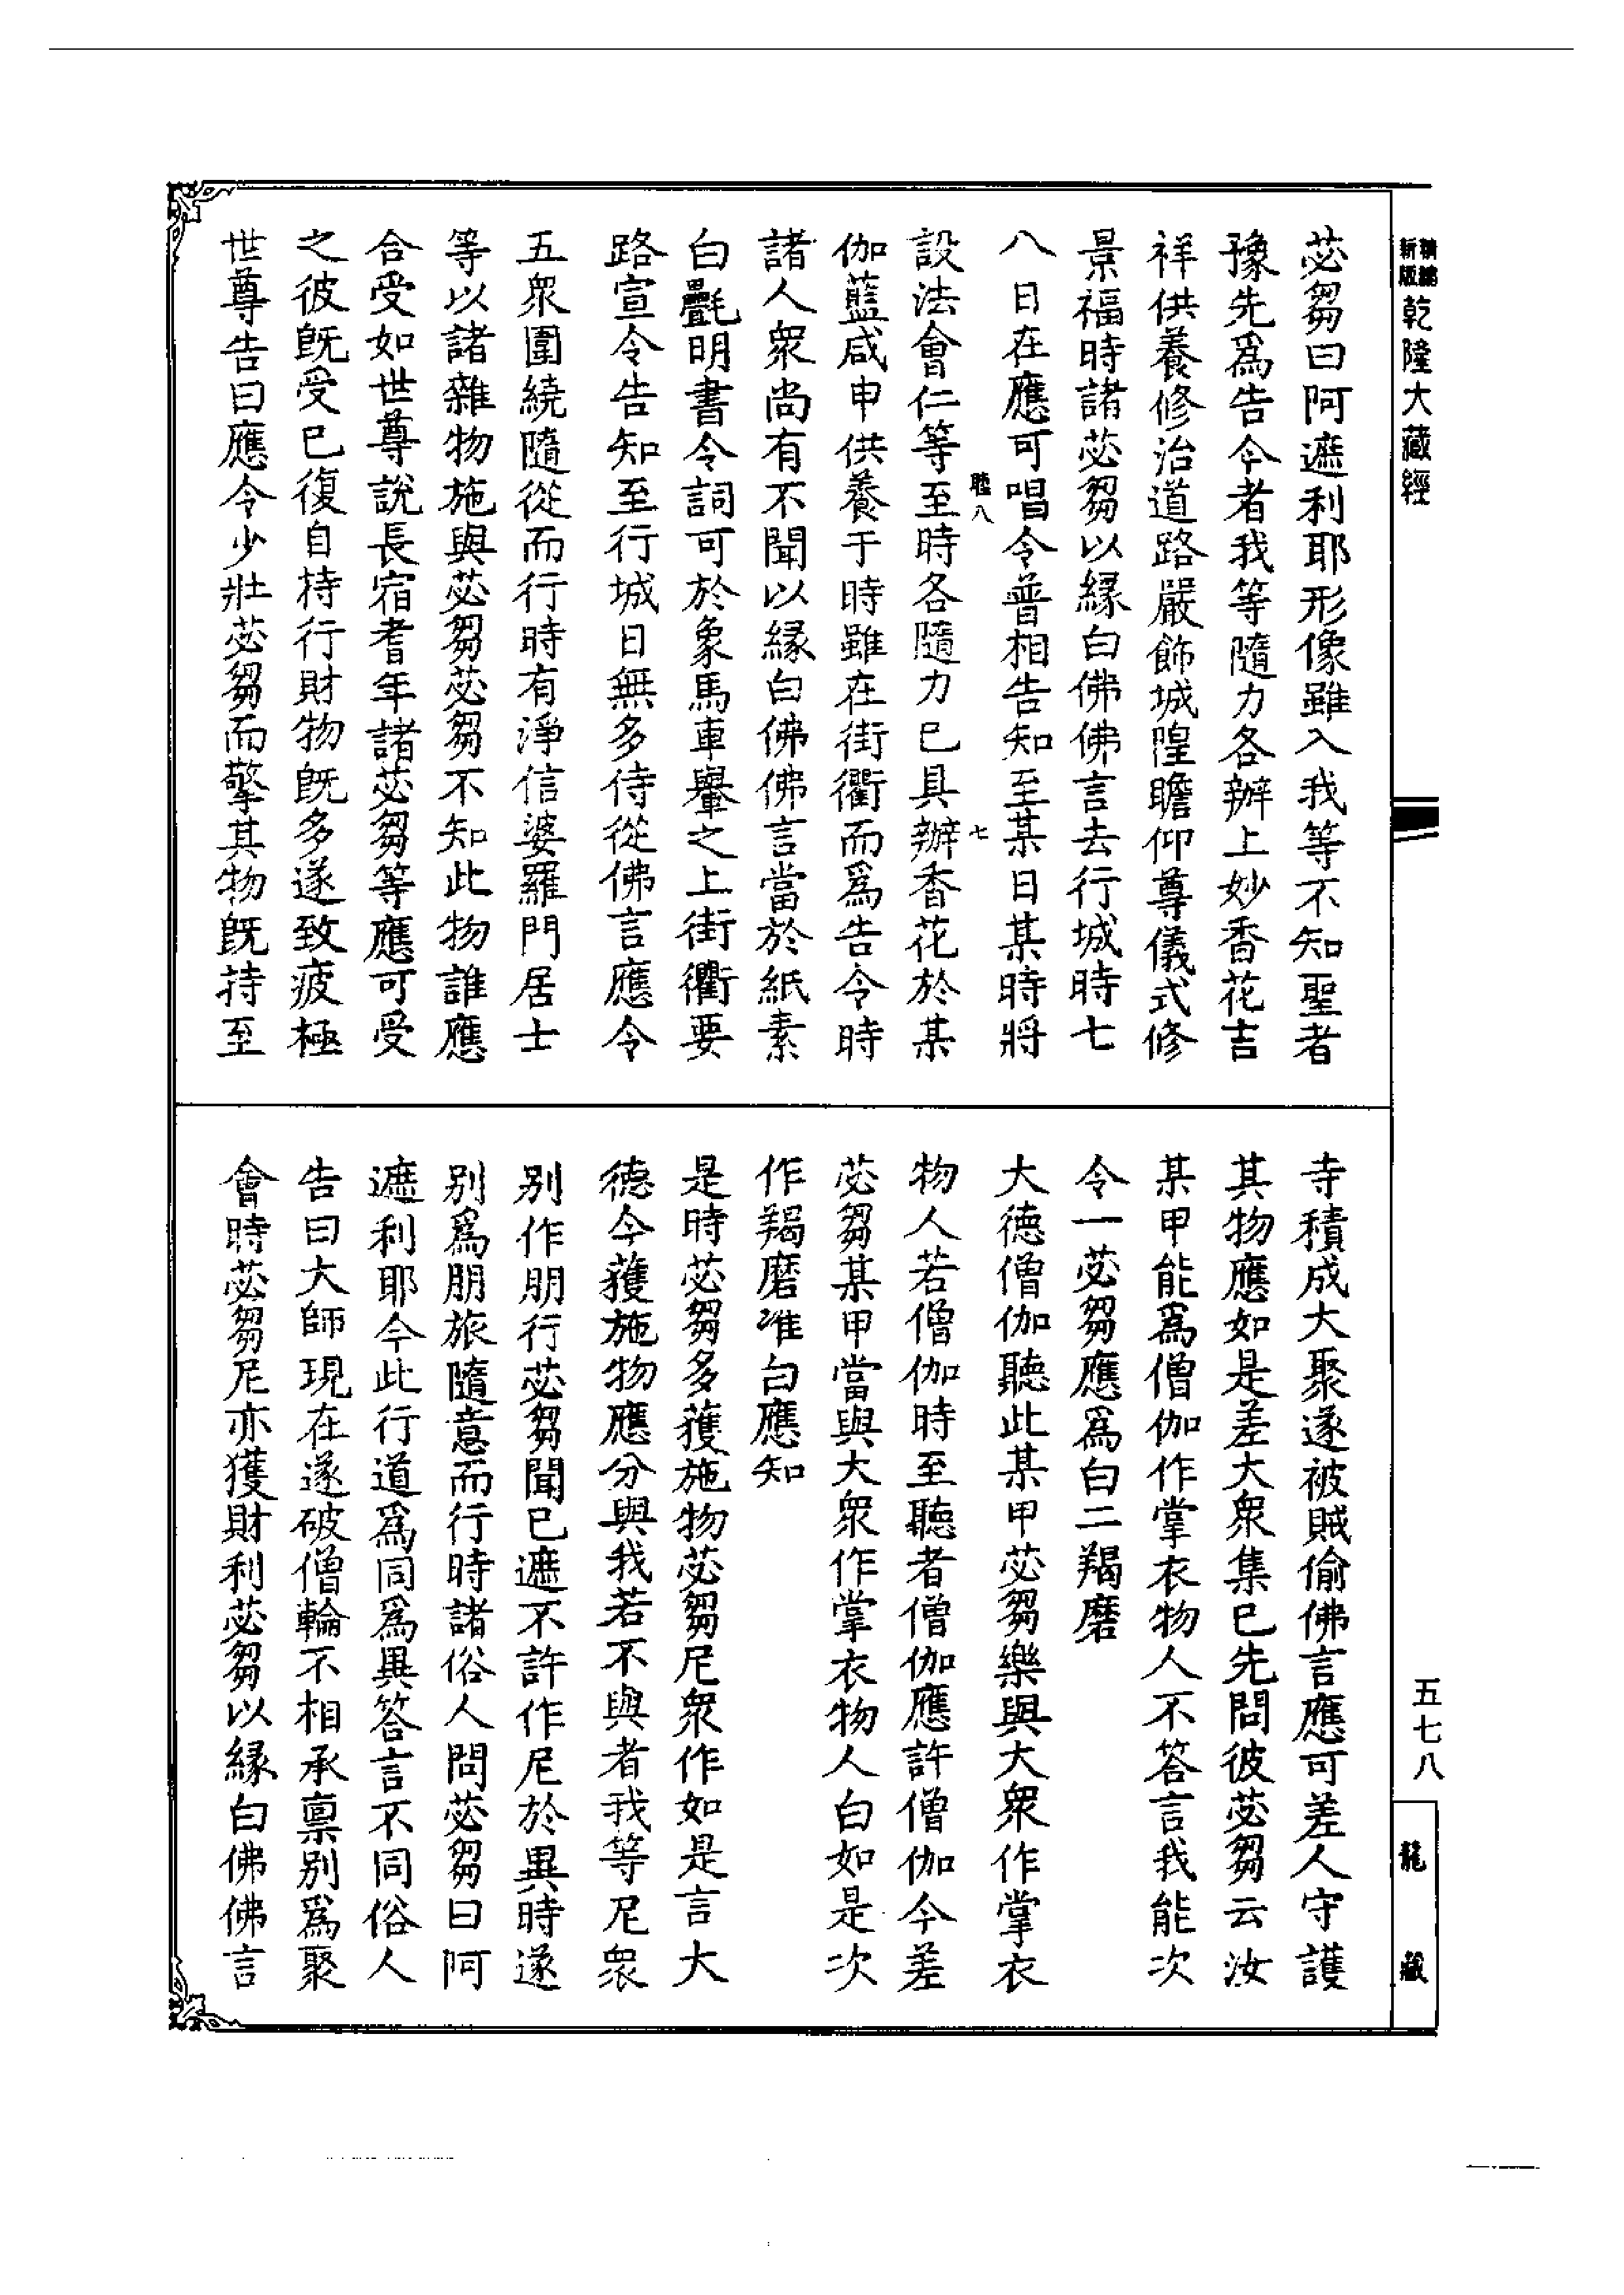 新編
新版
乾隆大藏經
苾芻曰阿遮利耶形像雖入我等不知聖者
豫先爲告今者我等隨力各辦上妙香花吉
祥供養修治道路嚴飾城隍瞻仰尊儀式修
景福時諸苾芻以緣白佛佛言去行城時七
八日在應可唱令普相告知至某日某時將
聽八
七
設法會仁等至時各隨力已具辦香花於某
伽藍咸申供養于時雖在街衢而爲告令時
諸人衆尚有不聞以緣白佛佛言當於紙素
白㲲明書令詞可於象馬車轝之上街衢要
路宣令告知至行城日無多侍從佛言應令
五衆圍繞隨從而行時有淨信婆羅門居士
等以諸雜物施與苾芻苾芻不知此物誰應
合受如世尊說長宿耆年諸苾芻等應可受
之彼旣受已復自持行財物旣多遂致疲極
世尊告曰應令少壯苾芻而擎其物旣持至
寺積成大聚遂被賊偷佛言應可差人守護
其物應如是差大衆集已先問彼苾芻云汝
某甲能爲僧伽作掌衣物人不答言我能次
令一苾芻應爲白二羯磨
大德僧伽聽此某甲苾芻樂與大衆作掌衣
物人若僧伽時至聽者僧伽應許僧伽今差
苾芻某甲當與大衆作掌衣物人白如是次
作羯磨准白應知
是時苾芻多獲施物苾芻尼衆作如是言大
德今獲施物應分與我若不與者我等尼衆
別作朋行苾芻聞已遮不許作尼於異時遂
別爲朋旅隨意而行時諸俗人問苾芻曰阿
遮利耶今此行道爲同爲異答言不同俗人
告曰大師現在遂破僧輪不相承禀別爲聚
會時苾芻尼亦獲財利苾芻以緣白佛佛言
五七八
龍藏